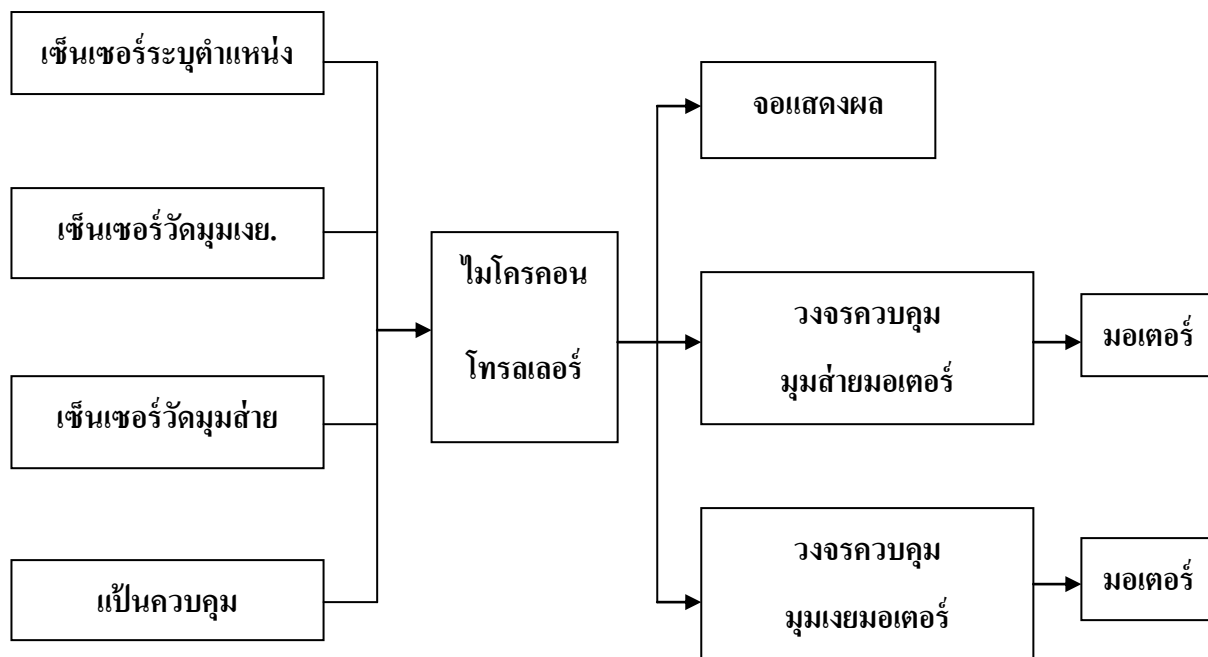 เซ็นเซอร์ระบุตำแหน่ง
เซ็นเซอร์วัดมุมเงย.
เซ็นเซอร์วัดมุมส่าย
แป้นควบคุม
ไมโครคอน
โทรลเลอร์
จอแสดงผล
วงจรควบคุม
มุมส่ายมอเตอร์
มอเตอร์
วงจรควบคุม
มุมเงยมอเตอร์
มอเตอร์